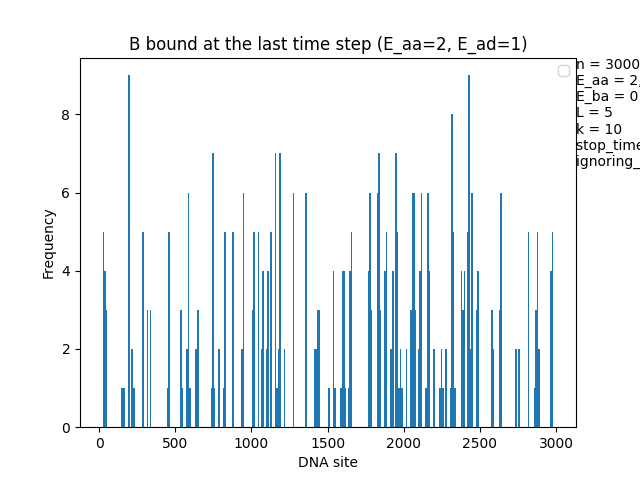 B bound at the last time step (E_aa=2, E_ad=1)
n = 3000
E_aa = 2,
E_ba = 0
L = 5
k = 10
stop_time
ignoring_
Frequency
8
6
4
2
0
0 500 1000 1500 2000 2500 3000
DNA site